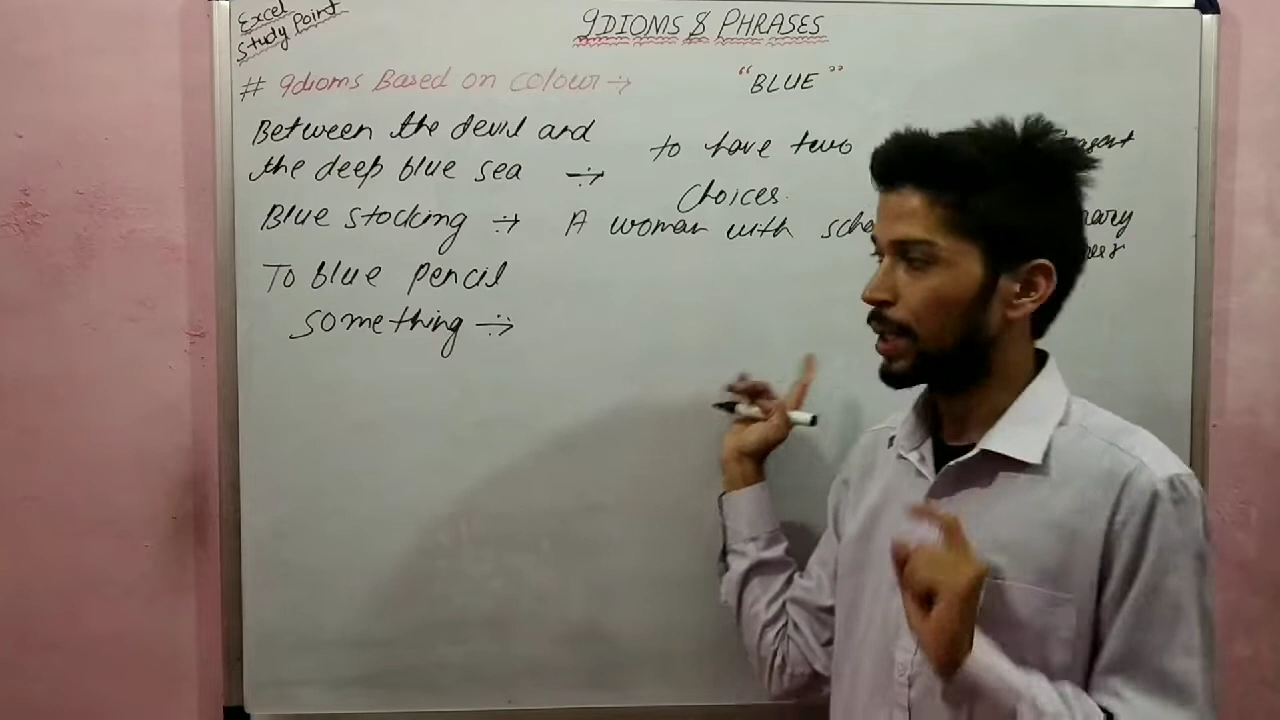 Excel
Study Point
IDIOMS & PHRASES
# Idioms Based on colour →
"BLUE"
Between the devil and
the deep blue sea ÷ to have two
choices.
Blue stocking ÷ A woman with
To blue pencil
something ÷